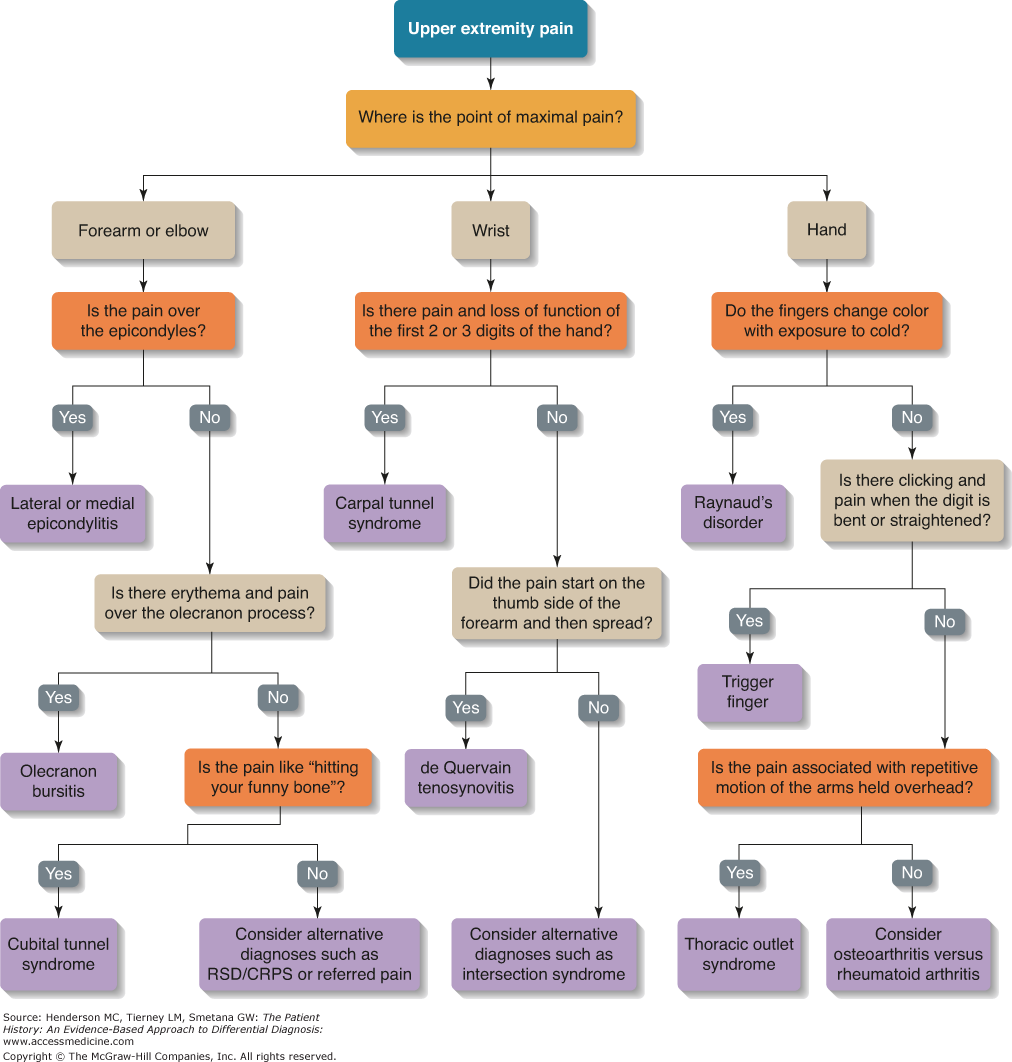 Upper extremity pain
Where is the point of maximal pain?
Forearm or elbow
Wrist
Hand
Is the pain over
the epicondyles?
Is there pain and loss of function of
the first 2 or 3 digits of the hand?
Do the fingers change color
with exposure to cold?
Yes
No
Yes
No
Yes
No
Lateral or medial
epicondylitis
Carpal tunnel
syndrome
Raynaud's
disorder
Is there clicking and
pain when the digit is
bent or straightened?
Is there erythema and pain
over the olecranon process?
Did the pain start on the
thumb side of the
forearm and then spread?
Yes
No
Yes
No
Yes
No
Trigger
finger
Olecranon
bursitis
Is the pain like “hitting
your funny bone”?
de Quervain
tenosynovitis
Is the pain associated with repetitive
motion of the arms held overhead?
Yes
No
Yes
No
Cubital tunnel
syndrome
Consider alternative
diagnoses such as
RSD/CRPS or referred pain
Consider alternative
diagnoses such as
intersection syndrome
Thoracic outlet
syndrome
Consider
osteoarthritis versus
rheumatoid arthritis
Source: Henderson MC, Tierney LM, Smetana GW: The Patient
History: An Evidence-Based Approach to Differential Diagnosis:
www.accessmedicine.com
Copyright © The McGraw-Hill Companies, Inc. All rights reserved.